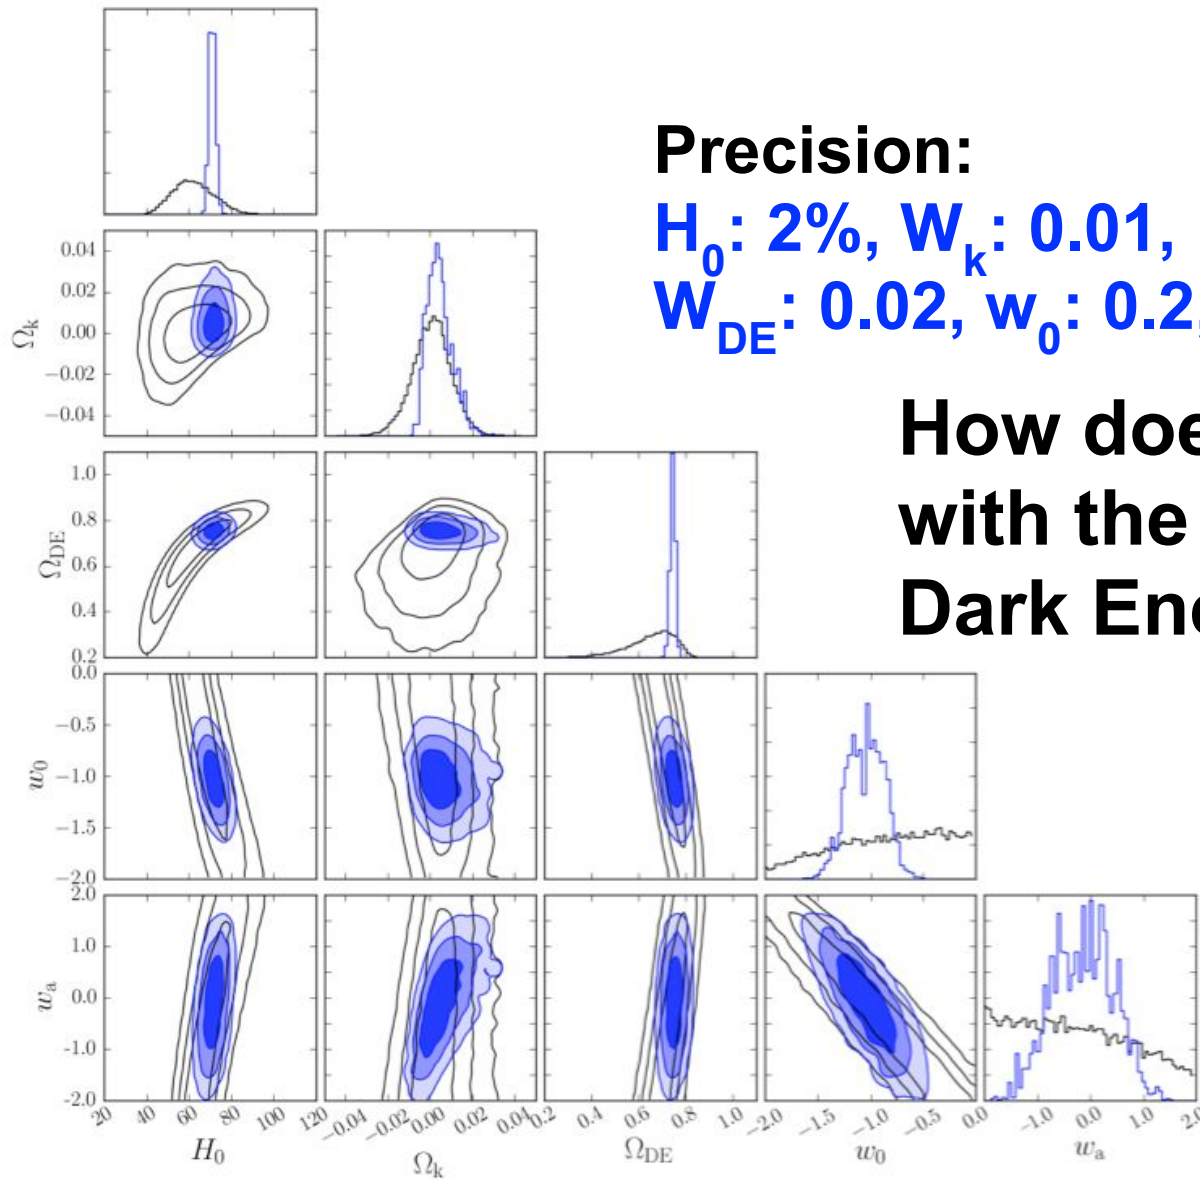 Precision:
H0: 2%, Wk: 0.01,
WDE: 0.02, w0: 0.2,
How doe
with the
Dark Ene
0.04
0.02
0.00
−0.02
−0.04
Ωk
1.0
0.8
0.6
0.4
0.2
ΩDE
0.0
−0.5
−1.0
−1.5
−2.0
w0
2.0
1.0
0.0
-1.0
-2.0
wa
20 40 60 80 100 120
H0
−0.04 −0.02 0.00 0.02 0.04
Ωk
0.2 0.4 0.6 0.8 1.0
ΩDE
−2.0 −1.5 −1.0 −0.5 0.0
w0
−1.0 0.0 1.0 2.0
wa